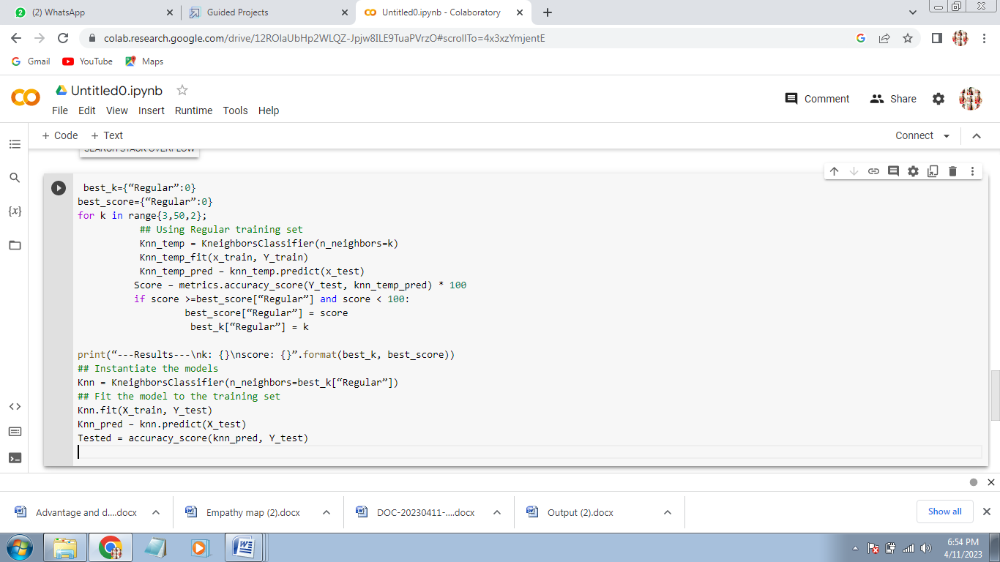 (2) WhatsApp
Guided Projects
Untitled0.ipynb - Colaboratory
colab.research.google.com/drive/12ROlaUbHp2WLQZ-Jpjw8ILE9TuaPVrzO#scrollTo=4x3xzYmjentE
Gmail
YouTube
Maps
Untitled0.ipynb
File Edit View Insert Runtime Tools Help
Comment
Share
+ Code + Text
Connect
SEARCH STACK OVERFLOW
{x}
best_k={“Regular”:0}
best_score={“Regular”:0}
for k in range{3,50,2};
## Using Regular training set
Knn_temp = KneighborsClassifier(n_neighbors=k)
Knn_temp_fit(x_train, Y_train)
Knn_temp_pred – knn_temp.predict(x_test)
Score – metrics.accuracy_score(Y_test, knn_temp_pred) * 100
if score >=best_score[“Regular”] and score < 100:
best_score[“Regular”] = score
best_k[“Regular”] = k
print(“---Results---\nk: {}\nscore: {}”.format(best_k, best_score))
## Instantiate the models
Knn = KneighborsClassifier(n_neighbors=best_k[“Regular”])
## Fit the model to the training set
Knn.fit(X_train, Y_test)
Knn_pred – knn.predict(X_test)
Tested = accuracy_score(knn_pred, Y_test)
Advantage and d....docx
Empathy map (2).docx
DOC-20230411-....docx
Output (2).docx
Show all
6:54 PM
4/11/2023